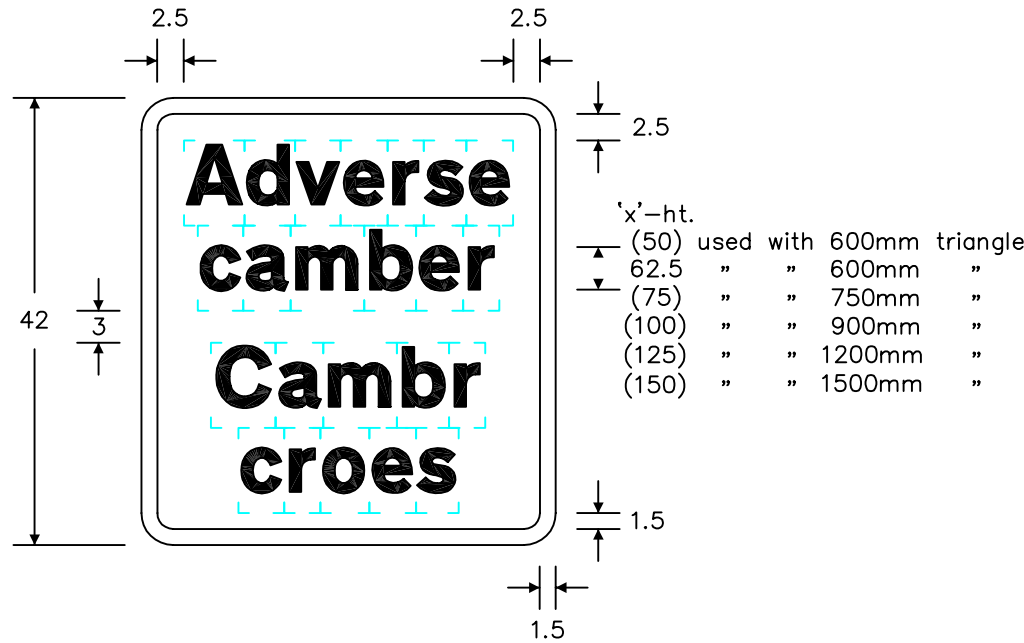 2.5 2.5
2.5
Adverse
camber
Cambr
croes
42
3
'x'-ht.
(50) used with 600mm triangle
62.5 " " 600mm "
(75) " " 750mm "
(100) " " 900mm "
(125) " " 1200mm "
(150) " " 1500mm "
1.5
1.5